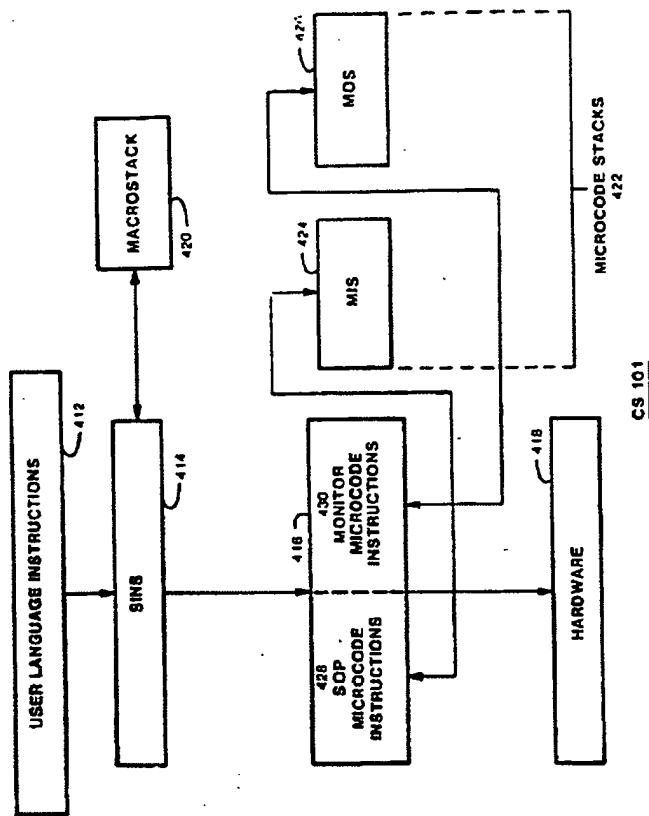 USER LANGUAGE INSTRUCTIONS
412
SINS
414
MACROSTACK
420
416
428
SOP
MICROCODE
INSTRUCTIONS
430
MONITOR
MICROCODE
INSTRUCTIONS
424
MIS
MOS
MICROCODE STACKS
422
418
HARDWARE
CS 101